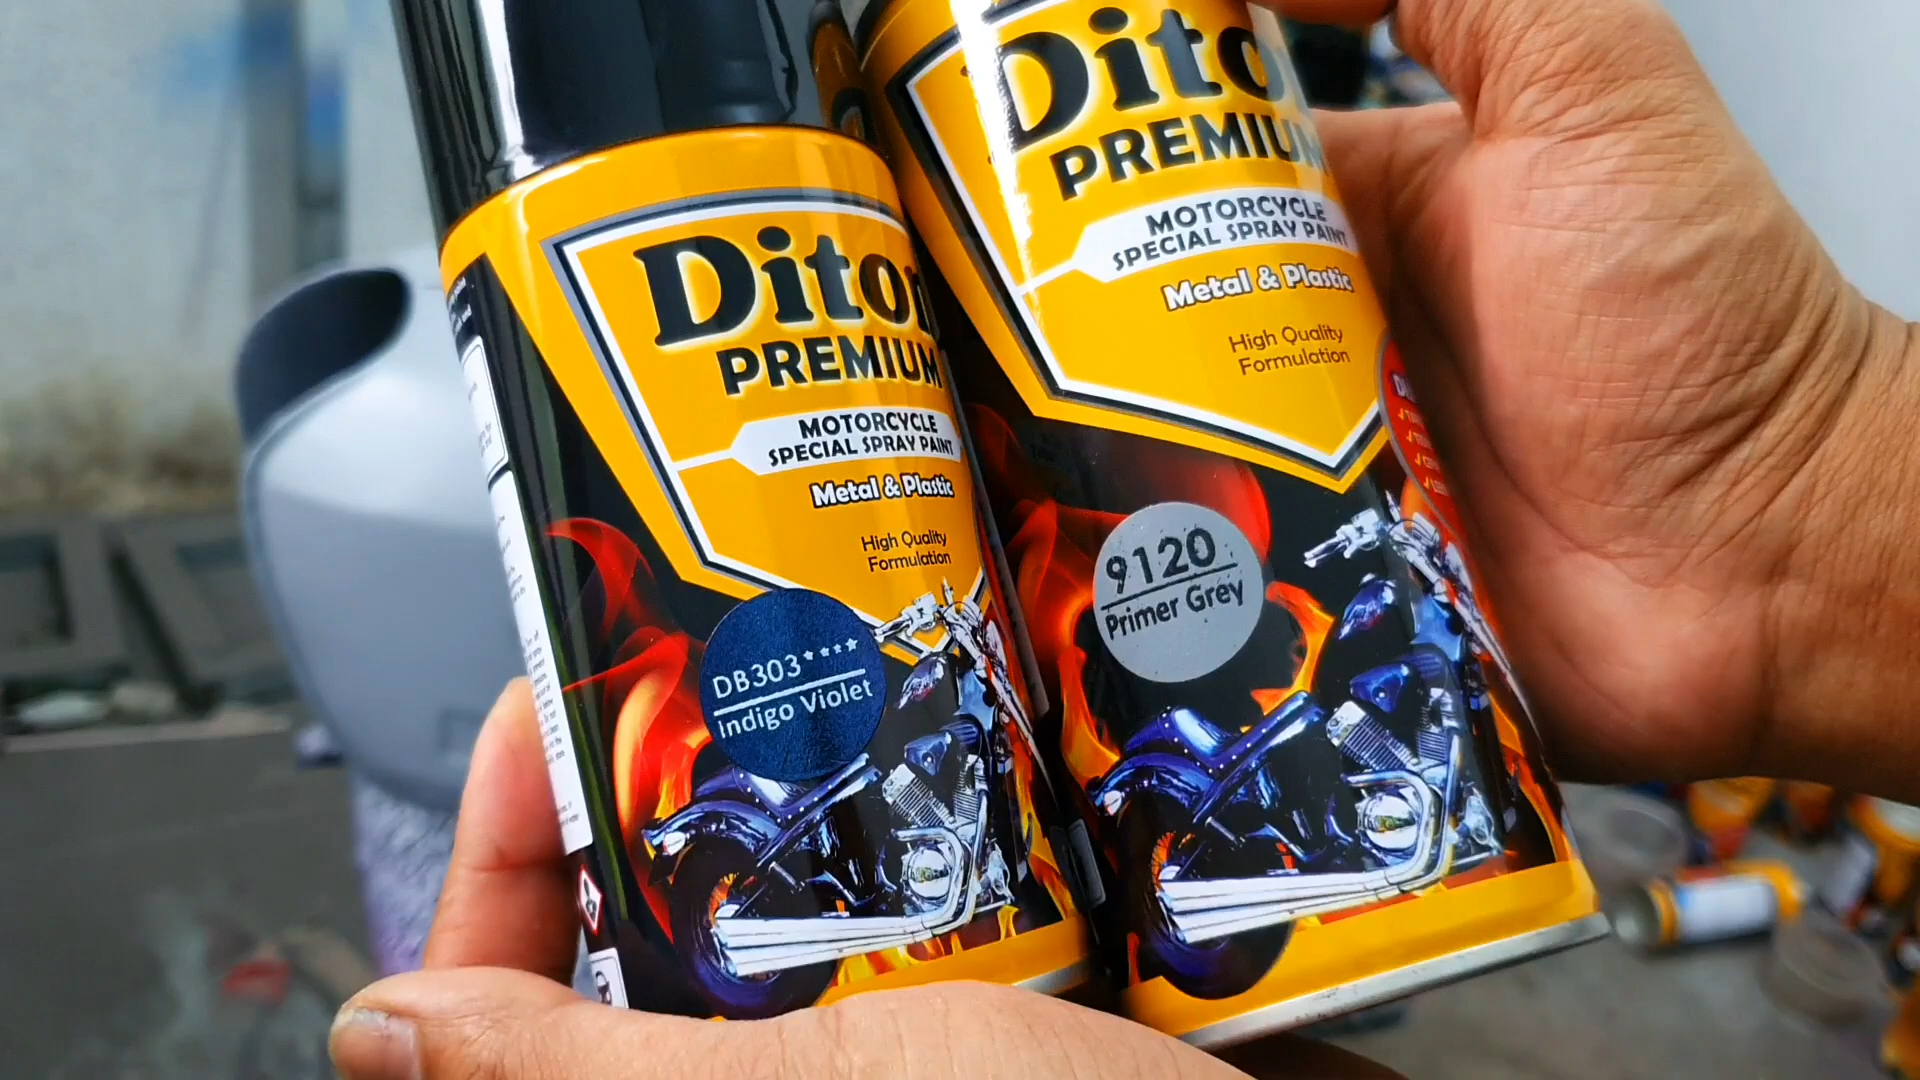 Diton
PREMIUM
MOTORCYCLE
SPECIAL SPRAY PAINT
Metal & Plastic
High Quality
Formulation
DB303****
Indigo Violet
Dito
PREMIUM
MOTORCYCLE
SPECIAL SPRAY PAINT
Metal & Plastic
High Quality
Formulation
9120
Primer Grey